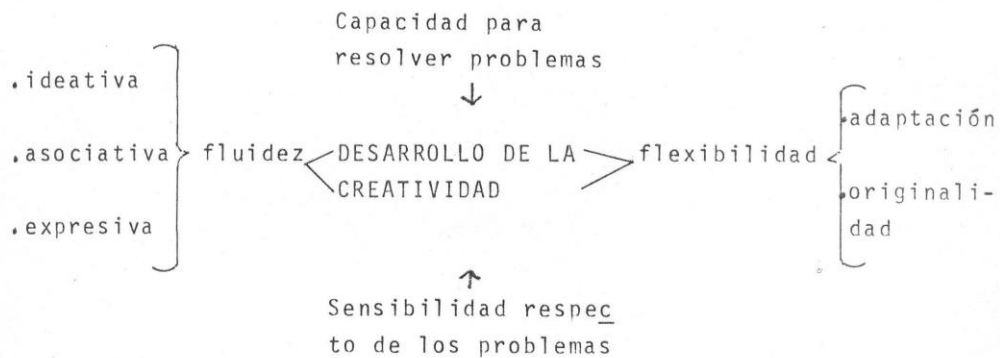 Capacidad para
resolver problemas
.ideativa
.asociativa
.expresiva
fluidez
DESARROLLO DE LA
CREATIVIDAD
flexibilidad
.adaptación
.originali-
dad
Sensibilidad respec
to de los problemas